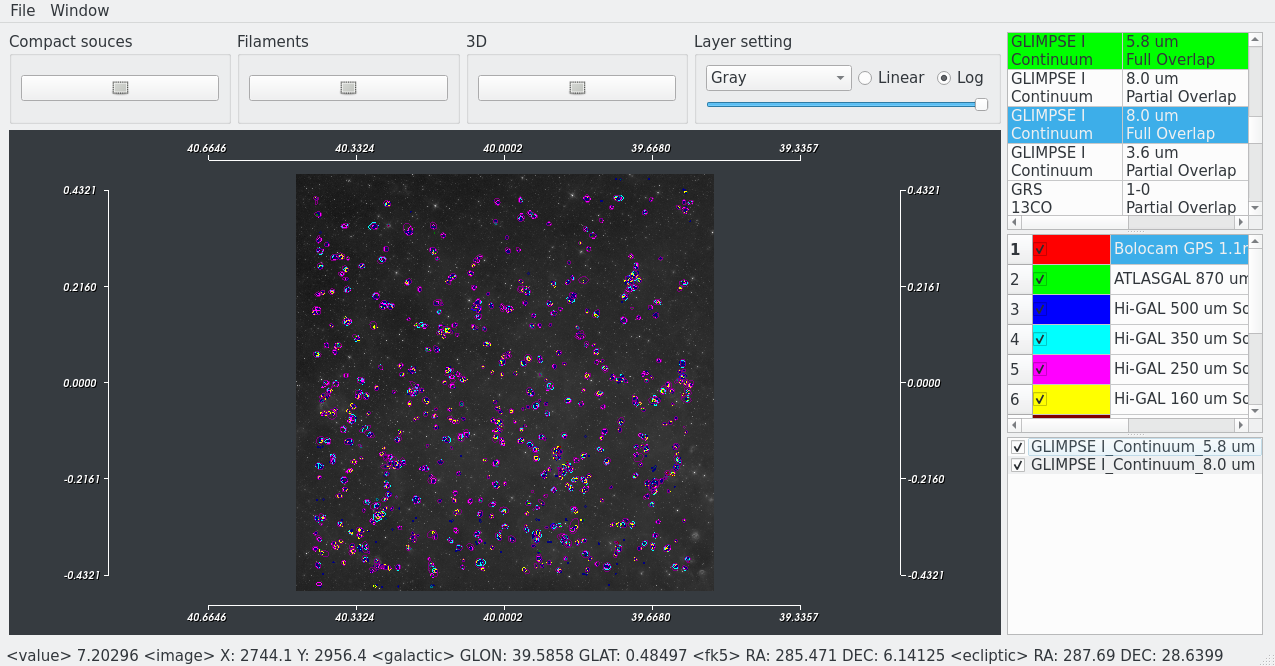 File Window
Compact souces Filaments 3D Layer setting
Gray Linear Log
40.6646 40.3324 40.0002 39.6680 39.3357
0.4321 0.4321
0.2160 0.2161
0.0000 0.0000
-0.2161 -0.2160
-0.4321 -0.4321
40.6646 40.3324 40.0002 39.6680 39.3357
GLIMPSE I 5.8 um
Continuum Full Overlap
GLIMPSE I 8.0 um
Continuum Partial Overlap
GLIMPSE I 8.0 um
Continuum Full Overlap
GLIMPSE I 3.6 um
Continuum Partial Overlap
GRS 1-0
13CO Partial Overlap
1 Bolocam GPS 1.1
2 ATLASGAL 870 um
3 Hi-GAL 500 um So
4 Hi-GAL 350 um So
5 Hi-GAL 250 um So
6 Hi-GAL 160 um So
GLIMPSE I_Continuum_5.8 um
GLIMPSE I_Continuum_8.0 um
<value> 7.20296 <image> X: 2744.1 Y: 2956.4 <galactic> GLON: 39.5858 GLAT: 0.48497 <fk5> RA: 285.471 DEC: 6.14125 <ecliptic> RA: 287.69 DEC: 28.6399